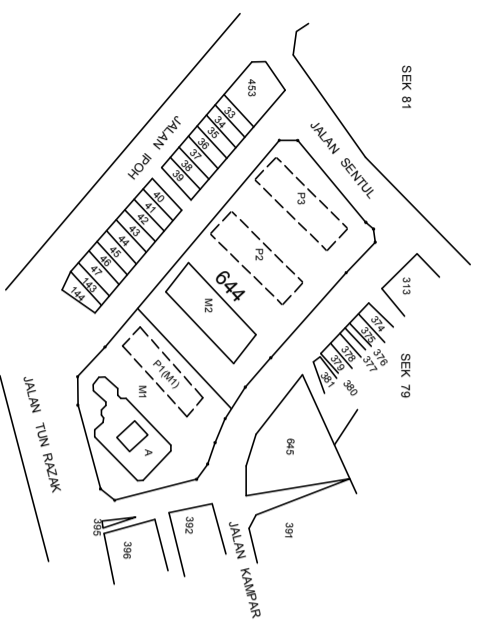 SEK 81
453
33
34
35
36
37
38
39
JALAN IPOH
40
41
42
43
44
45
46
47
143
144
JALAN SENTUL
P3
P2
644
M2
P1(M1)
M1
A
313
374
375
376
377
378
379
380
381
SEK 79
645
391
392
395
396
JALAN KAMPAR
JALAN TUN RAZAK